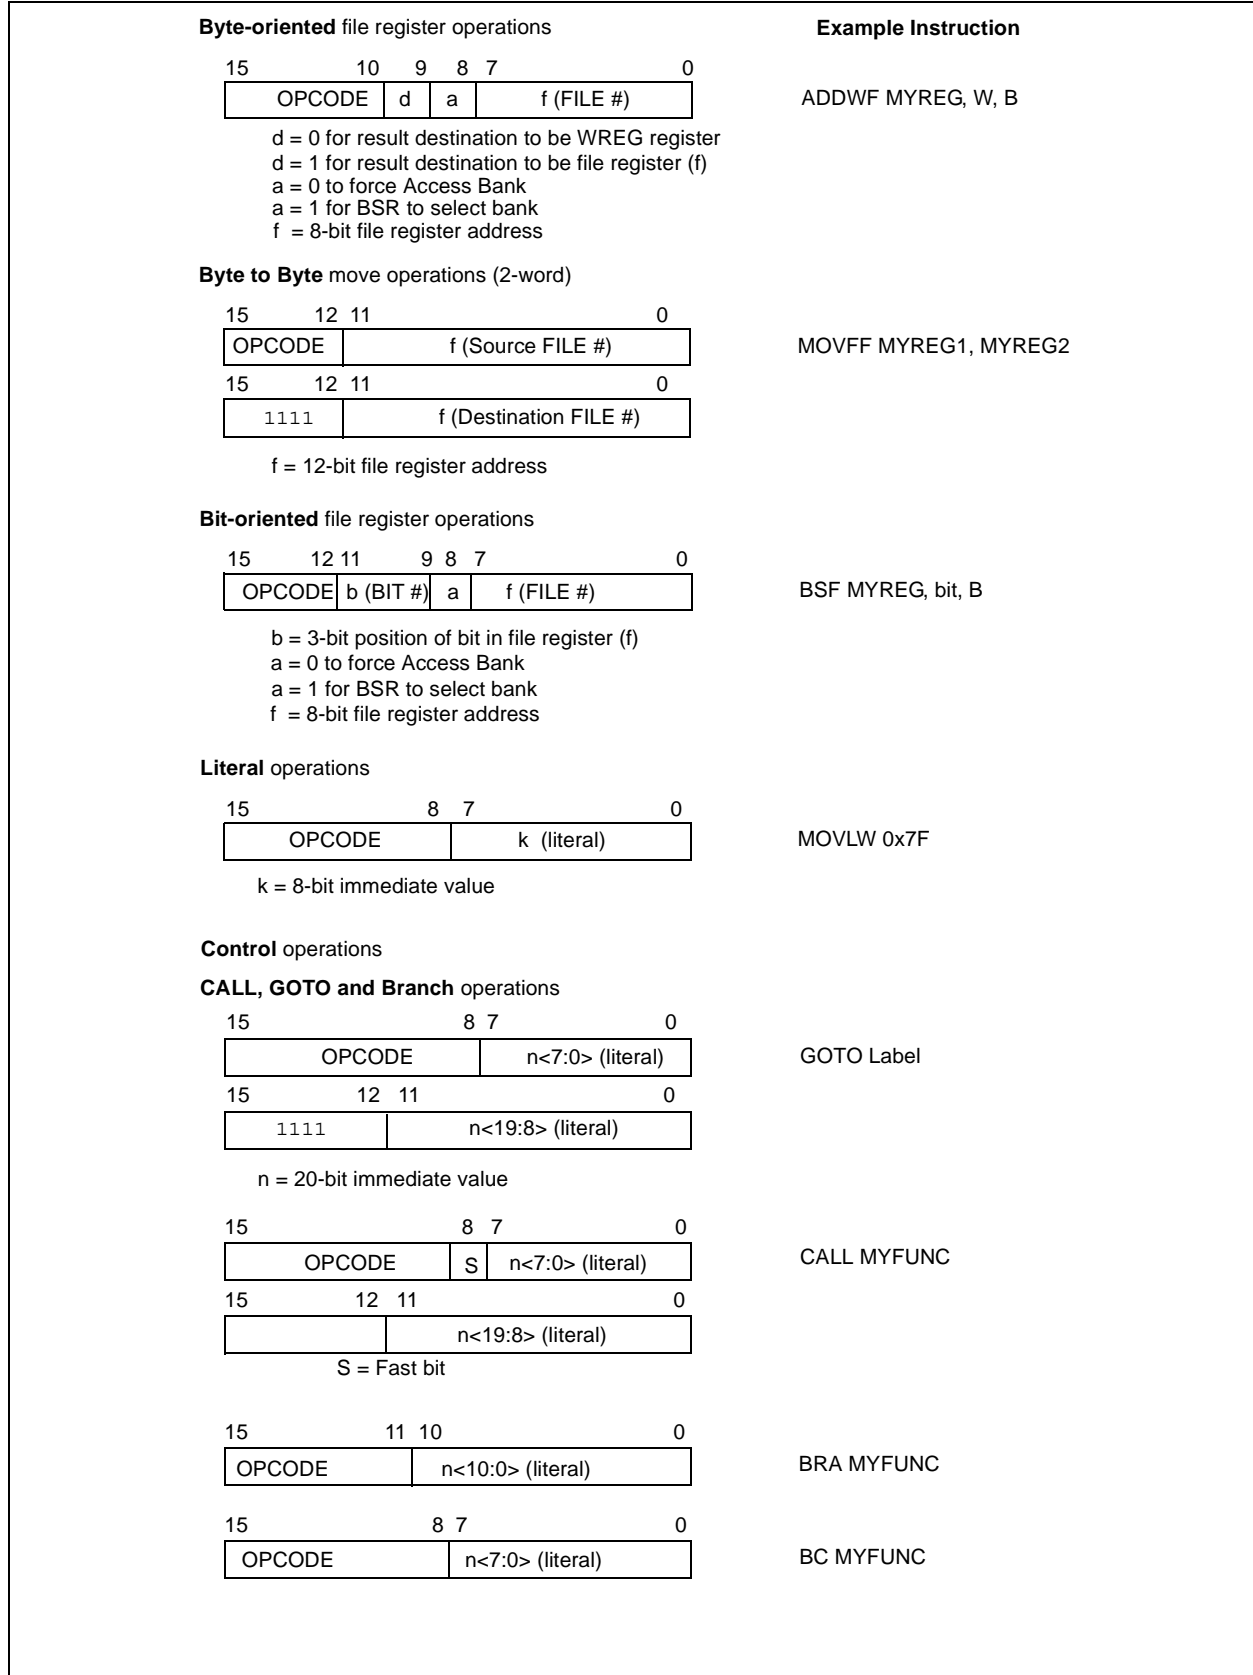 Byte-oriented file register operations Example Instruction
15 10 9 8 7 0
OPCODE d a f (FILE #) ADDWF MYREG, W, B
d = 0 for result destination to be WREG register
d = 1 for result destination to be file register (f)
a = 0 to force Access Bank
a = 1 for BSR to select bank
f = 8-bit file register address
Byte to Byte move operations (2-word)
15 12 11 0
OPCODE f (Source FILE #) MOVFF MYREG1, MYREG2
15 12 11 0
1111 f (Destination FILE #)
f = 12-bit file register address
Bit-oriented file register operations
15 12 11 9 8 7 0
OPCODE b (BIT #) a f (FILE #) BSF MYREG, bit, B
b = 3-bit position of bit in file register (f)
a = 0 to force Access Bank
a = 1 for BSR to select bank
f = 8-bit file register address
Literal operations
15 8 7 0
OPCODE k (literal) MOVLW 0x7F
k = 8-bit immediate value
Control operations
CALL, GOTO and Branch operations
15 8 7 0
OPCODE n<7:0> (literal) GOTO Label
15 12 11 0
1111 n<19:8> (literal)
n = 20-bit immediate value
15 8 7 0
OPCODE S n<7:0> (literal) CALL MYFUNC
15 12 11 0
n<19:8> (literal)
S = Fast bit
15 11 10 0
OPCODE n<10:0> (literal) BRA MYFUNC
15 8 7 0
OPCODE n<7:0> (literal) BC MYFUNC